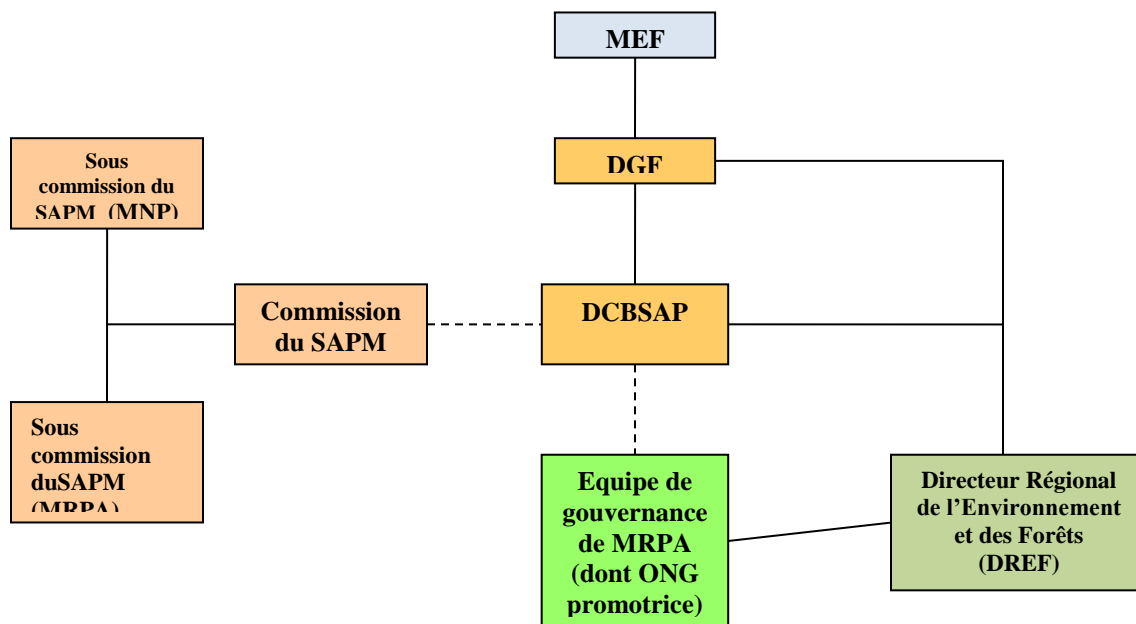 MEF
DGF
Sous
commission du
SAPM (MNP)
Commission
du SAPM
DCBSAP
Sous
commission
duSAPM
(MRPA)
Equipe de
gouvernance
de MRPA
(dont ONG
promotrice)
Directeur Régional
de l'Environnement
et des Forêts
(DREF)